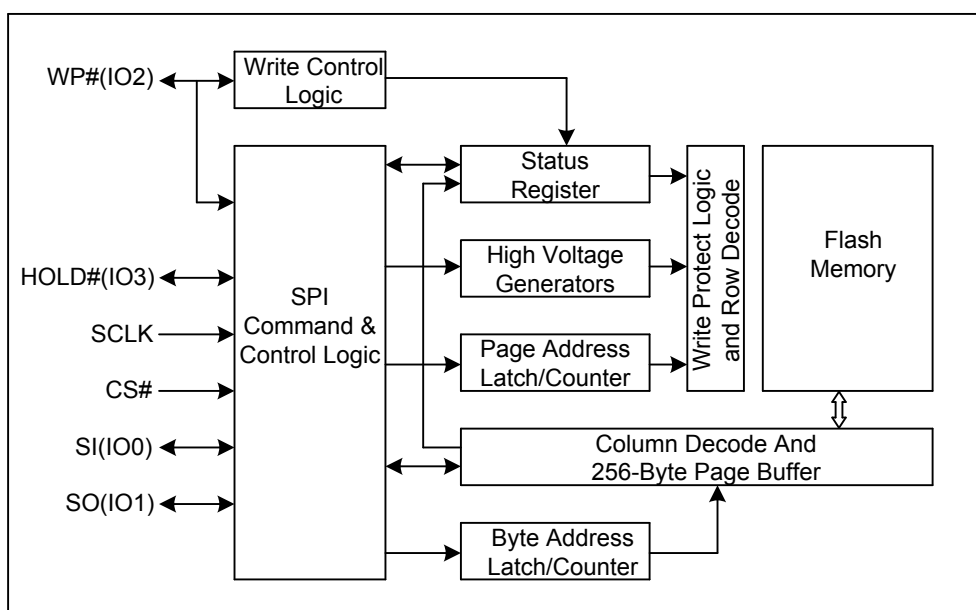 WP#(IO2)
Write Control
Logic
HOLD#(IO3)
SCLK
CS#
SI(IO0)
SO(IO1)
SPI
Command &
Control Logic
Status
Register
High Voltage
Generators
Page Address
Latch/Counter
Write Protect Logic
and Row Decode
Flash
Memory
Column Decode And
256-Byte Page Buffer
Byte Address
Latch/Counter